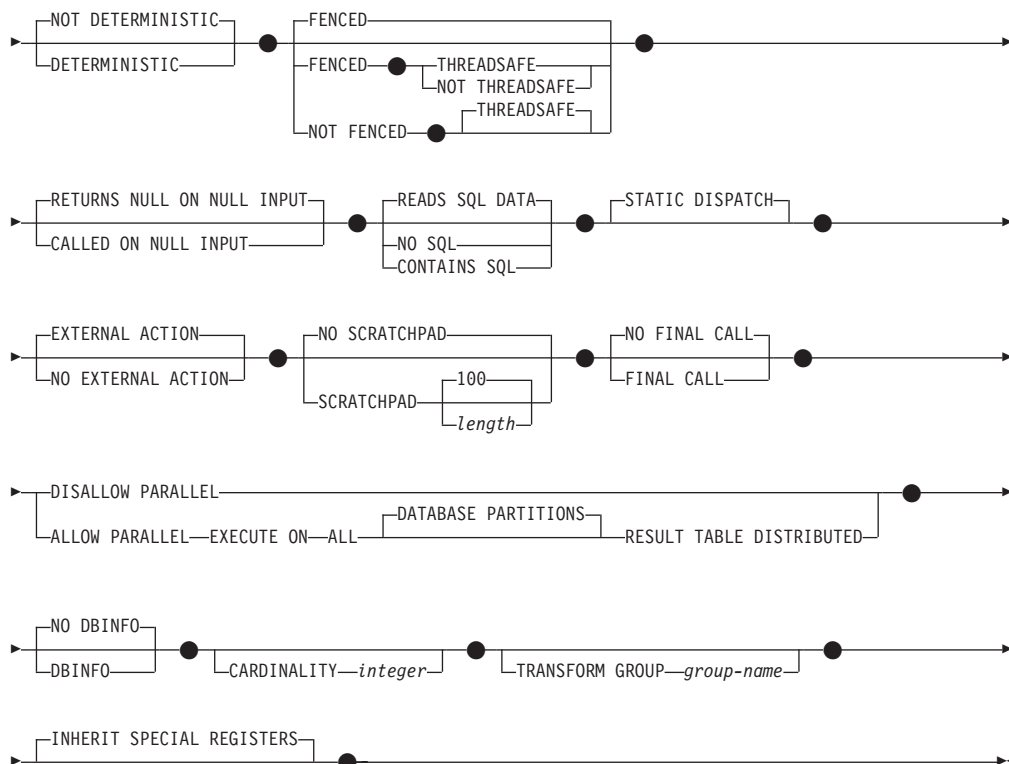 NOT DETERMINISTIC FENCED
DETERMINISTIC FENCED THREADSAFE
NOT THREADSAFE
THREADSAFE
NOT FENCED
RETURNS NULL ON NULL INPUT READS SQL DATA STATIC DISPATCH
CALLED ON NULL INPUT NO SQL
CONTAINS SQL
EXTERNAL ACTION NO SCRATCHPAD NO FINAL CALL
NO EXTERNAL ACTION 100 FINAL CALL
SCRATCHPAD
length
DISALLOW PARALLEL
DATABASE PARTITIONS
ALLOW PARALLEL EXECUTE ON ALL RESULT TABLE DISTRIBUTED
NO DBINFO
DBINFO CARDINALITY integer TRANSFORM GROUP group-name
INHERIT SPECIAL REGISTERS